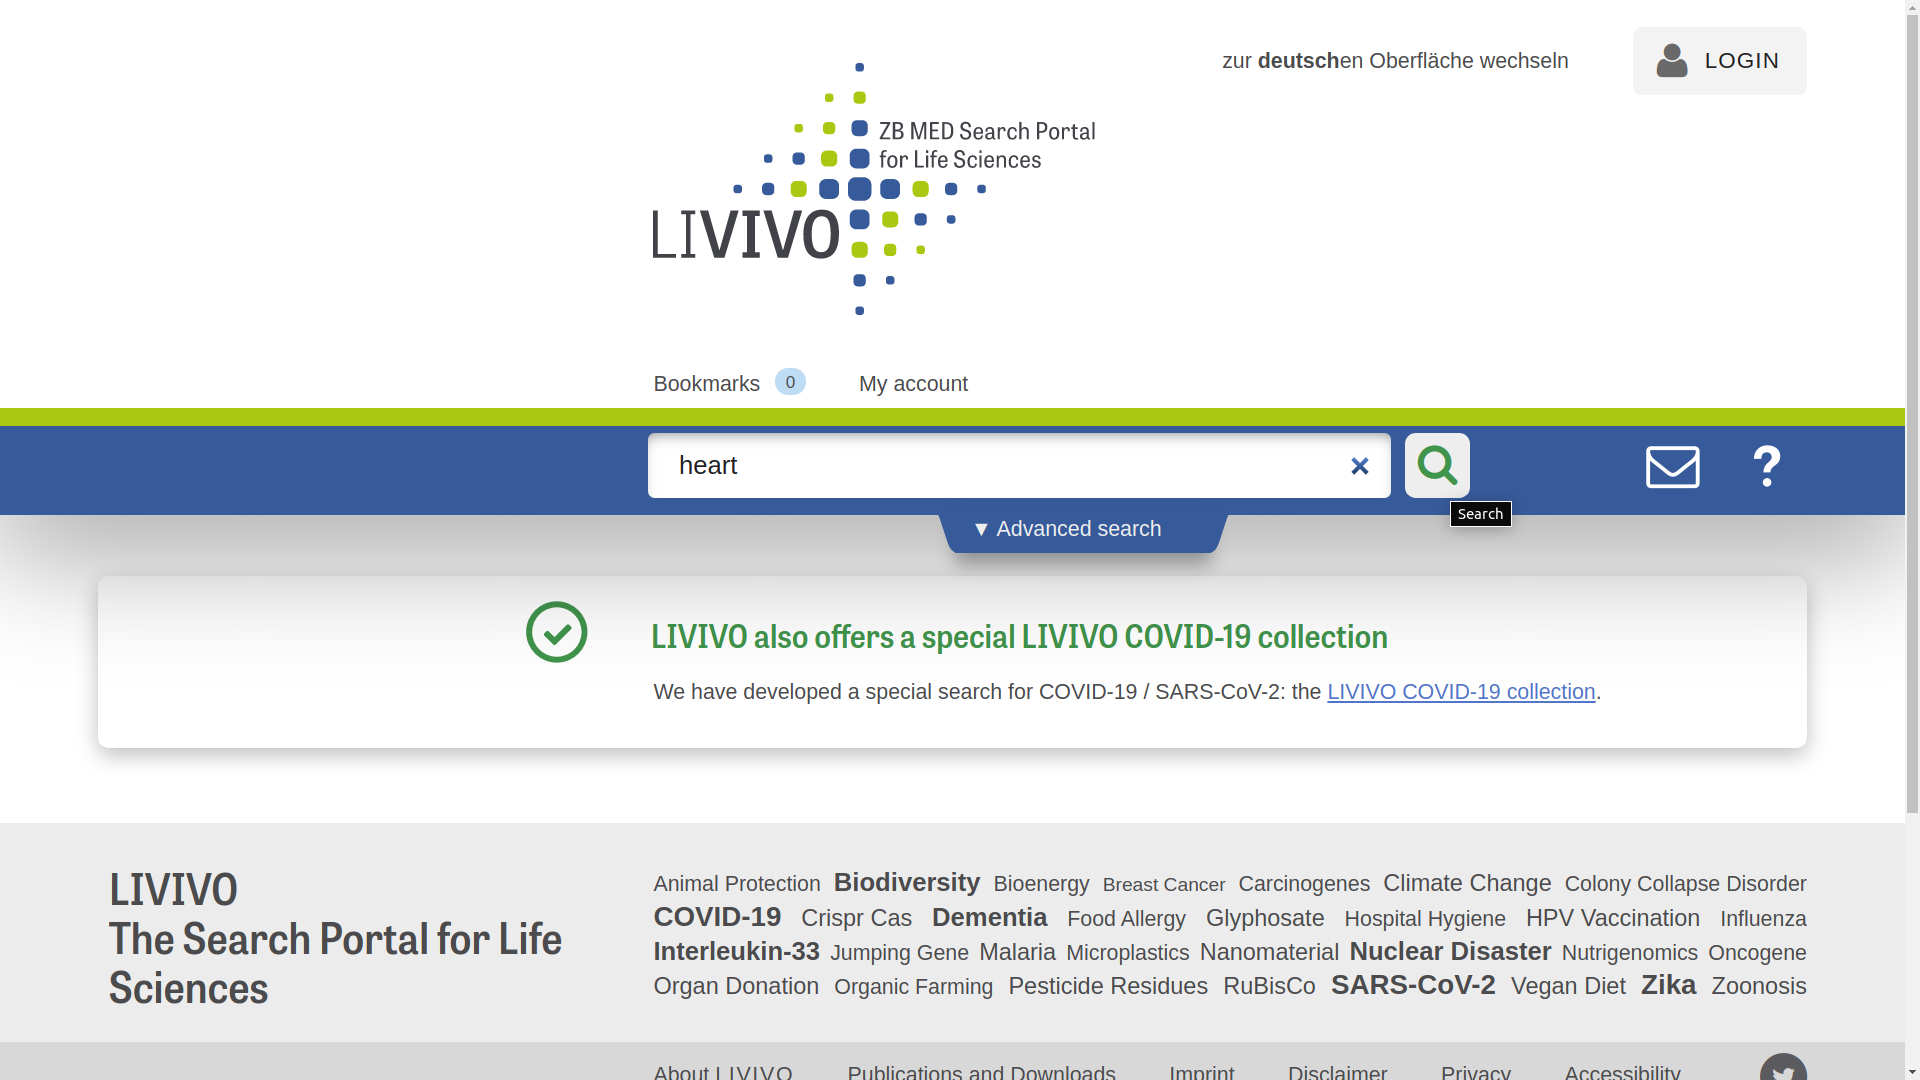 zur deutschen Oberfläche wechseln
LOGIN
ZB MED Search Portal
for Life Sciences
LIVIVO
Bookmarks 0 My account
heart
Search
▼ Advanced search
LIVIVO also offers a special LIVIVO COVID-19 collection
We have developed a special search for COVID-19 / SARS-CoV-2: the LIVIVO COVID-19 collection.
LIVIVO
The Search Portal for Life
Sciences
Animal Protection Biodiversity Bioenergy Breast Cancer Carcinogenes Climate Change Colony Collapse Disorder
COVID-19 Crispr Cas Dementia Food Allergy Glyphosate Hospital Hygiene HPV Vaccination Influenza
Interleukin-33 Jumping Gene Malaria Microplastics Nanomaterial Nuclear Disaster Nutrigenomics Oncogene
Organ Donation Organic Farming Pesticide Residues RuBisCo SARS-CoV-2 Vegan Diet Zika Zoonosis
About LIVIVO Publications and Downloads Imprint Disclaimer Privacy Accessibility